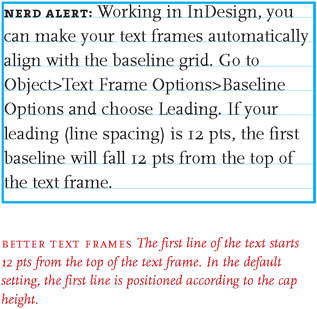 NERD ALERT: Working in InDesign, you
can make your text frames automatically
align with the baseline grid. Go to
Object>Text Frame Options>Baseline
Options and choose Leading. If your
leading (line spacing) is 12 pts, the first
baseline will fall 12 pts from the top of
the text frame.
BETTER TEXT FRAMES The first line of the text starts
12 pts from the top of the text frame. In the default
setting, the first line is positioned according to the cap
height.